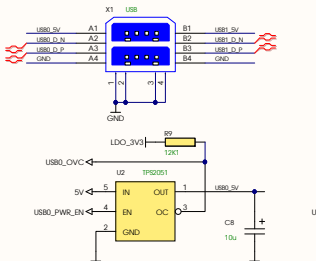 X1 USB
USB0_5V A1 B1 USB1_5V
USB0_D_N A2 B2 USB1_D_N
USB0_D_P A3 B3 USB1_D_P
GND A4 B4 GND
1 2 3 4
GND
LDO_3V3 R9
12K1
USB0_OVC
U2 TPS2051
5V 5 IN OUT 1 USB0_5V
USB0_PWR_EN 4 EN OC 3
2 GND
C8 +
10u
U